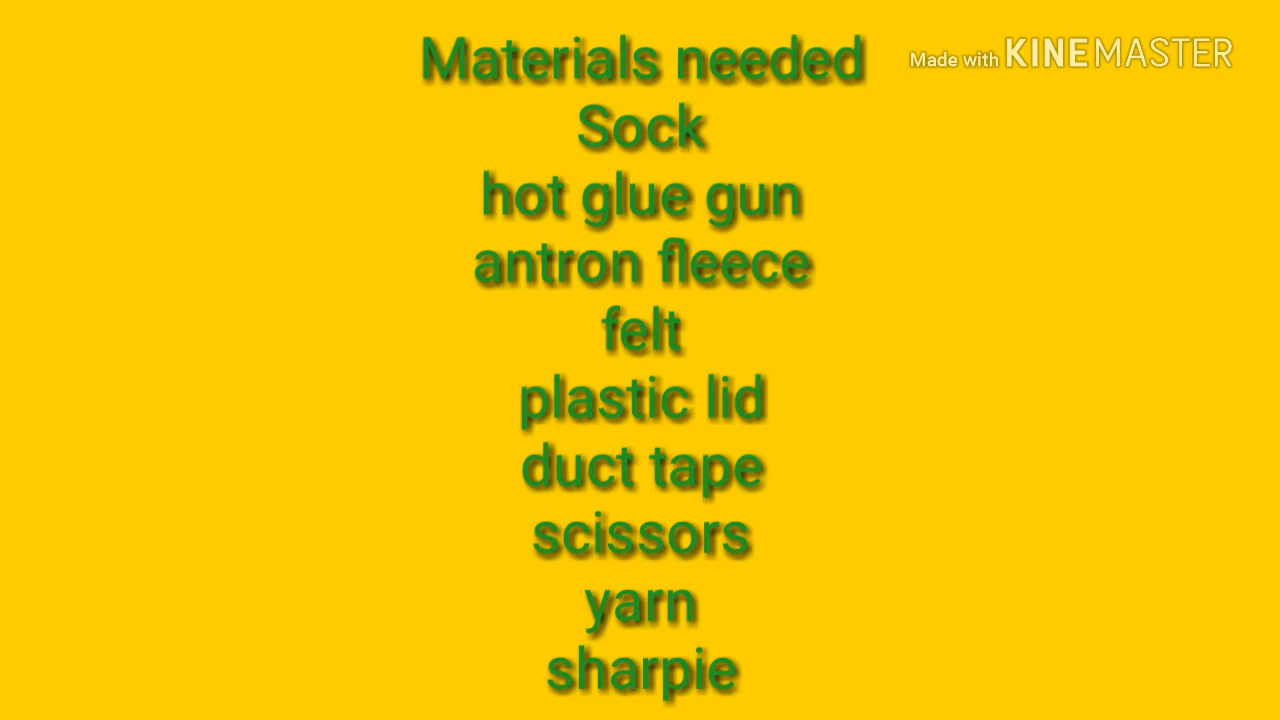 Materials needed
Made with KINEMASTER
Sock
hot glue gun
antron fleece
felt
plastic lid
duct tape
scissors
yarn
sharpie